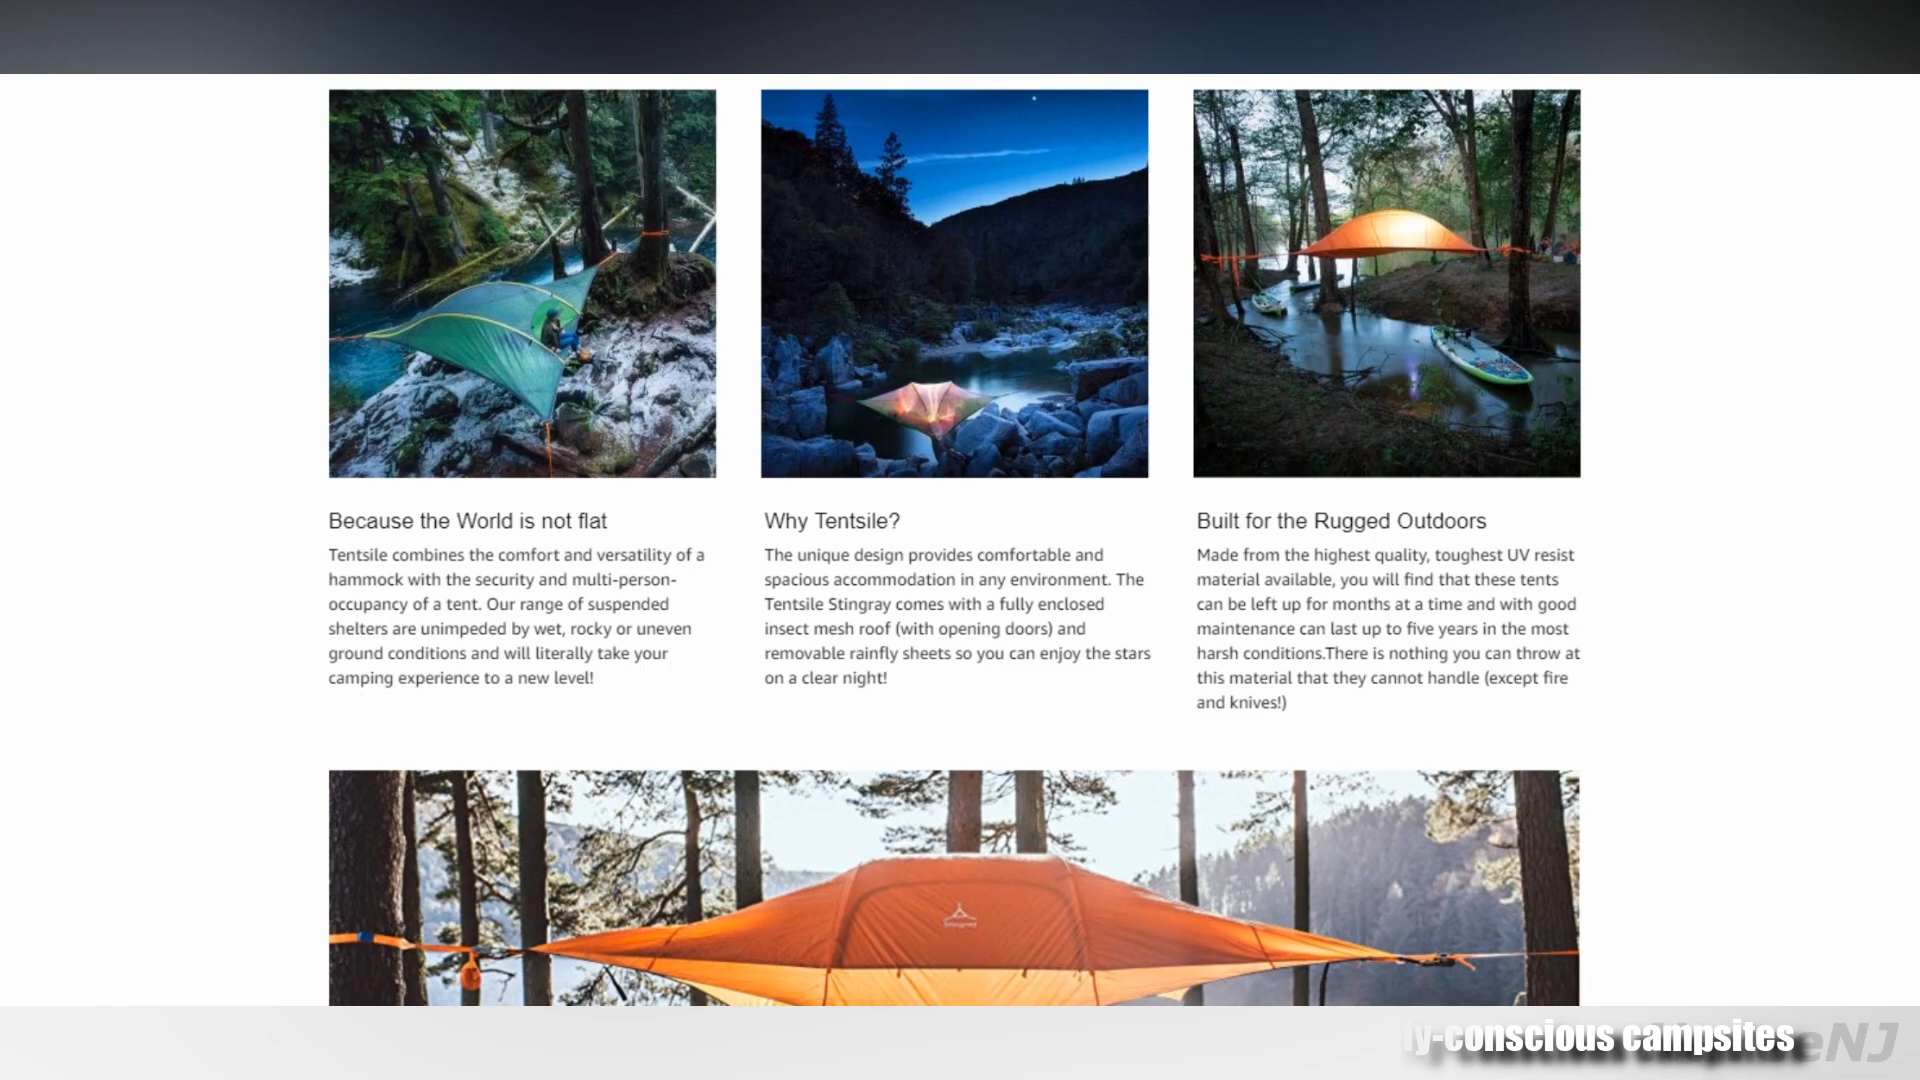 Because the World is not flat
Tentsile combines the comfort and versatility of a
hammock with the security and multi-person-
occupancy of a tent. Our range of suspended
shelters are unimpeded by wet, rocky or uneven
ground conditions and will literally take your
camping experience to a new level!
Why Tentsile?
The unique design provides comfortable and
spacious accommodation in any environment. The
Tentsile Stingray comes with a fully enclosed
insect mesh roof (with opening doors) and
removable rainfly sheets so you can enjoy the stars
on a clear night!
Built for the Rugged Outdoors
Made from the highest quality, toughest UV resist
material available, you will find that these tents
can be left up for months at a time and with good
maintenance can last up to five years in the most
harsh conditions.There is nothing you can throw at
this material that they cannot handle (except fire
and knives!)
Stingray
ly-conscious campsites
eNJ